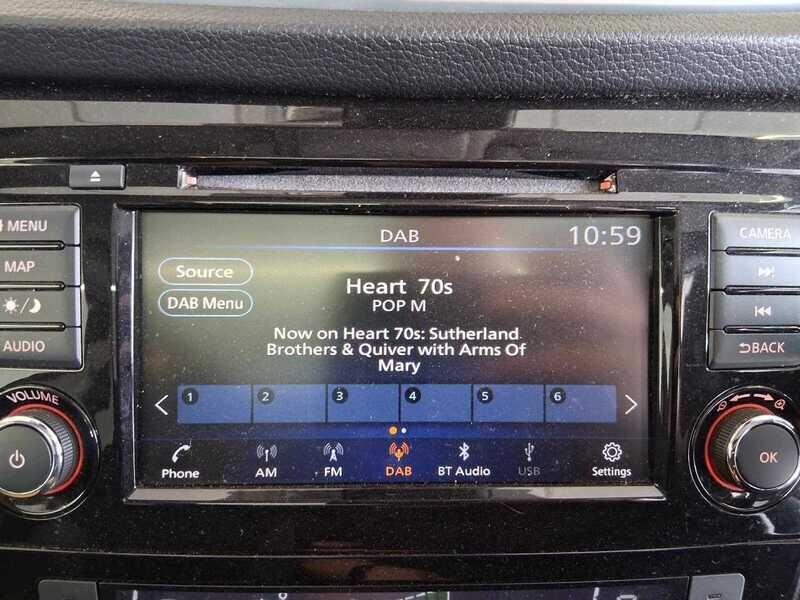 DAB
10:59
MENU
CAMERA
Source
MAP
Heart 70s
DAB Menu
POP M
AUDIO
Now on Heart 70s: Sutherland
Brothers & Quiver with Arms Of
Mary
BACK
VOLUME
1 2 3 4 5 6
OK
Phone AM FM DAB BT Audio USB Settings